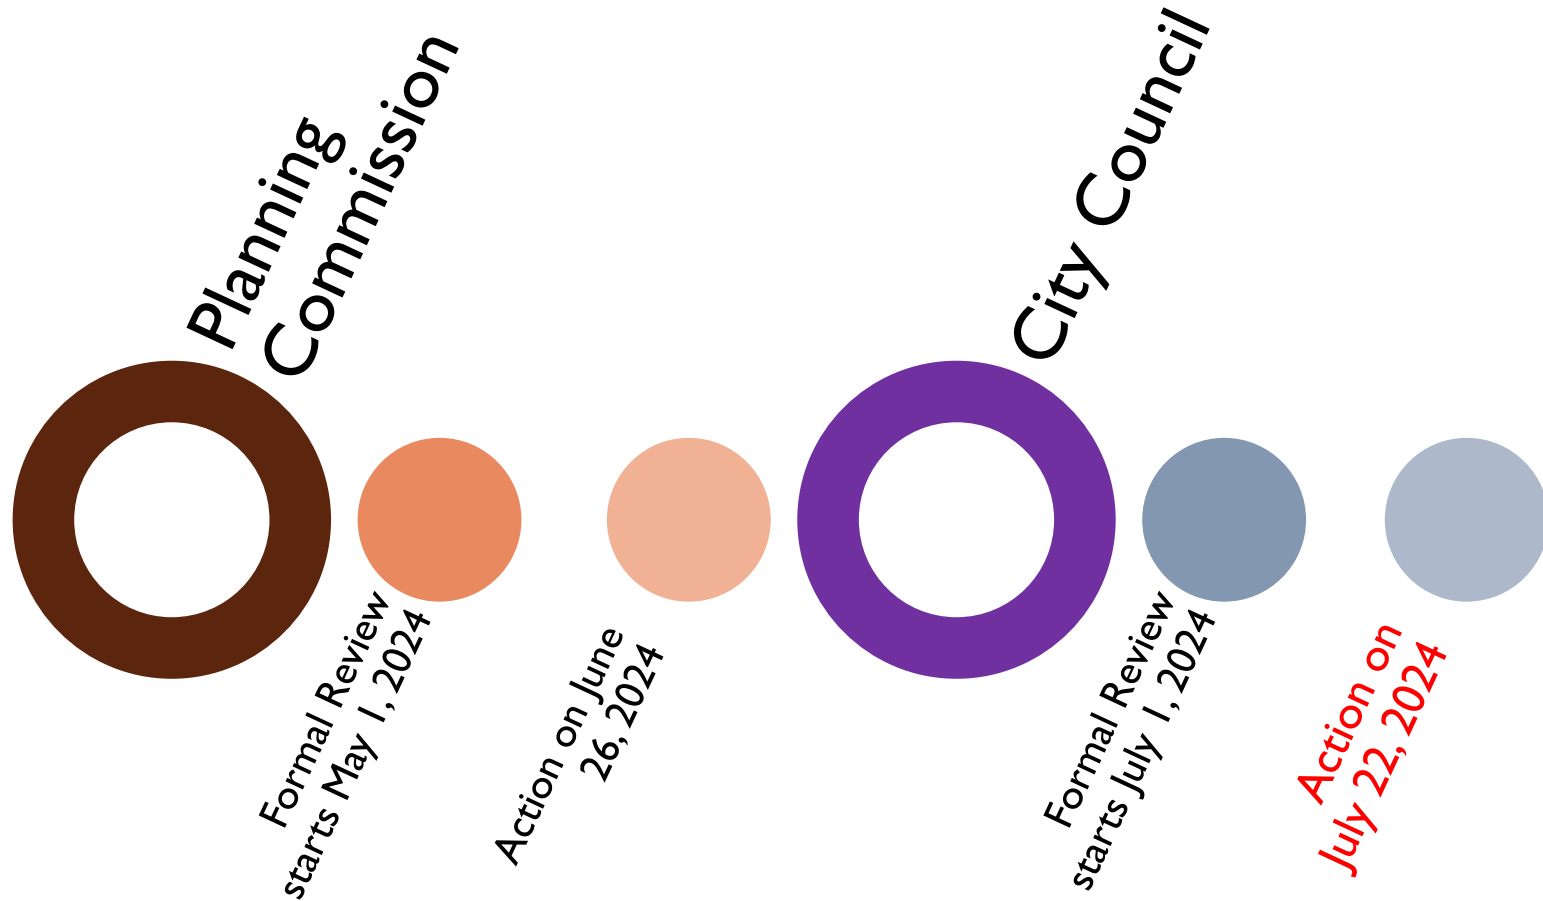 Planning
Commission
Formal Review
starts May 1, 2024
Action on June
26, 2024
City Council
Formal Review
starts July 1, 2024
Action on
July 22, 2024